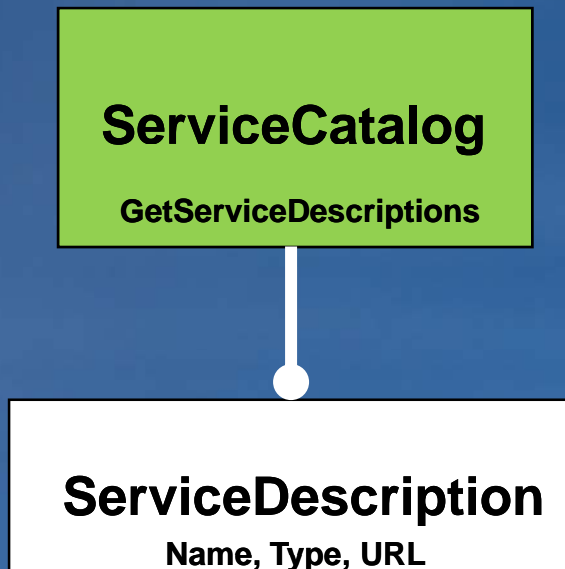 ServiceCatalog
GetServiceDescriptions
ServiceDescription
Name, Type, URL